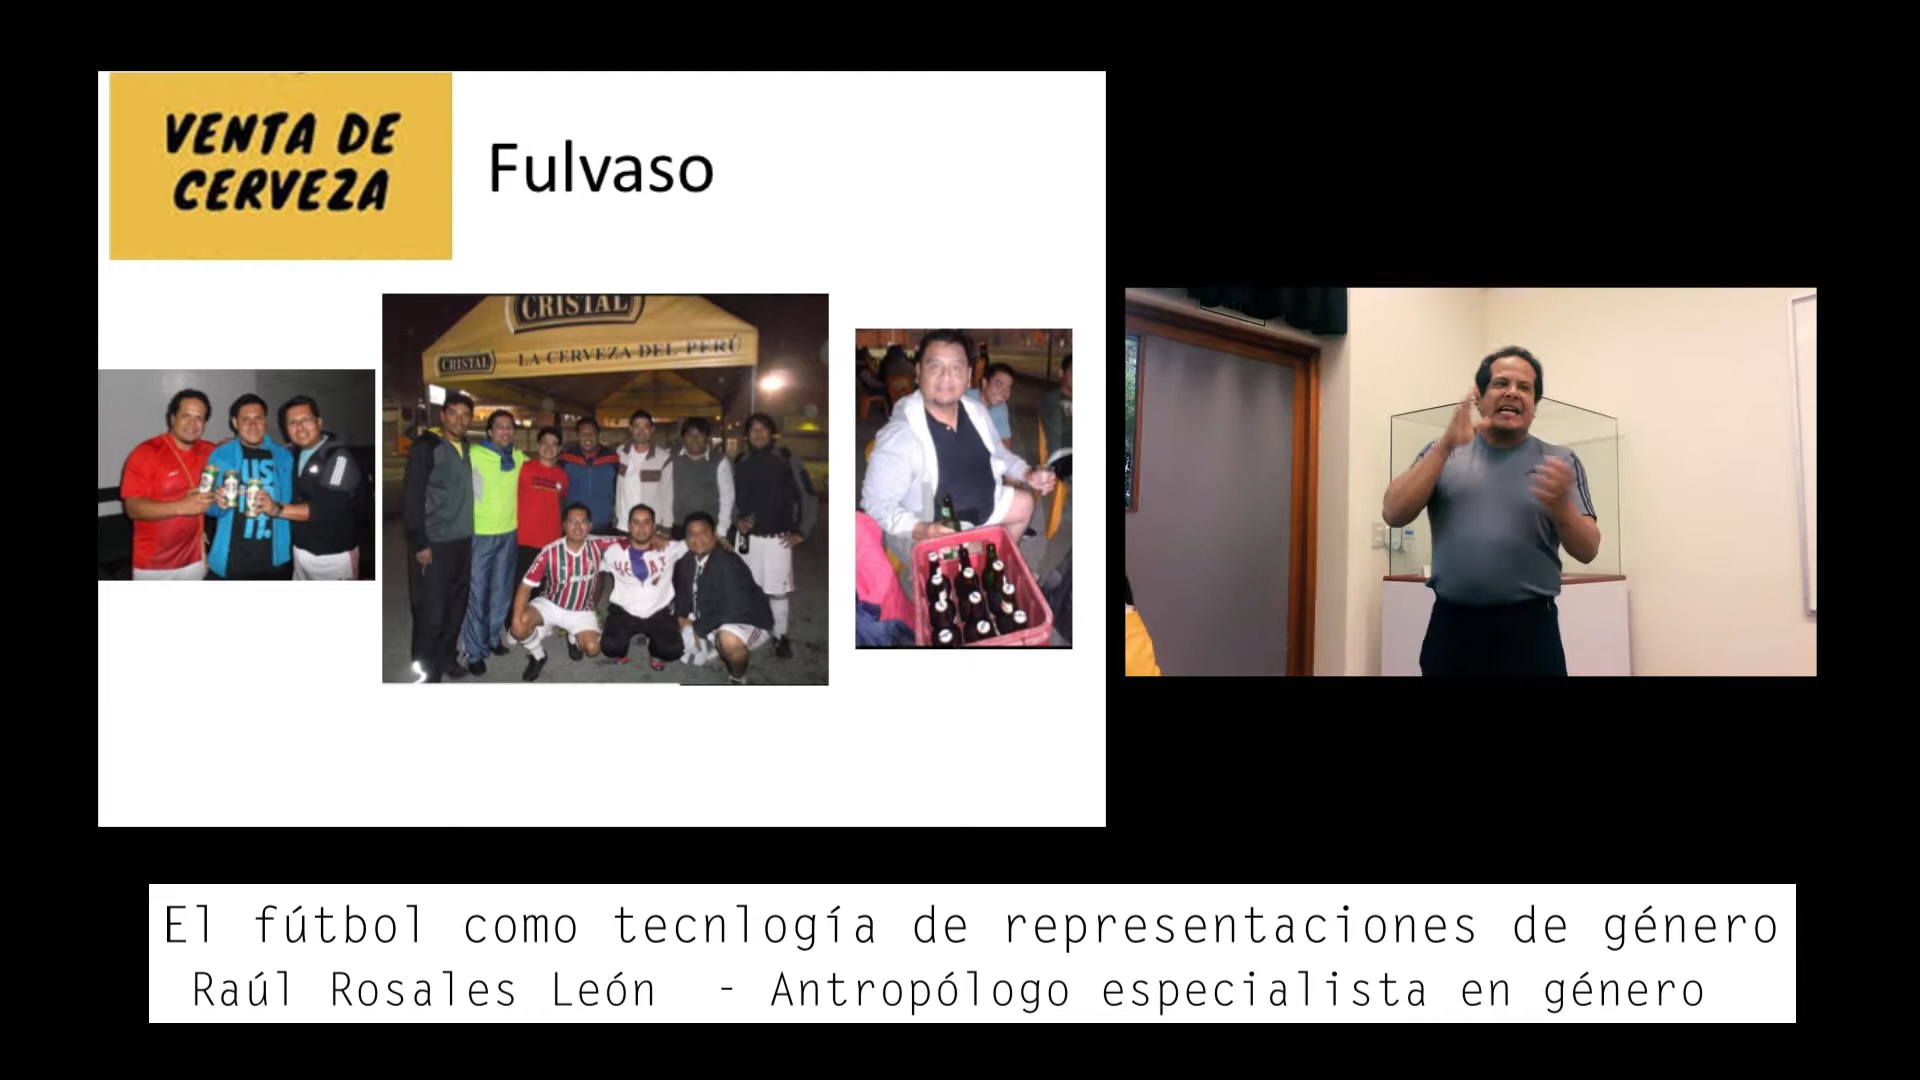 VENTA DE
CERVEZA
Fulvaso
CRISTAL
CRISTAL LA CERVEZA DEL PERÚ
El fútbol como tecnlogía de representaciones de género
Raúl Rosales León - Antropólogo especialista en género